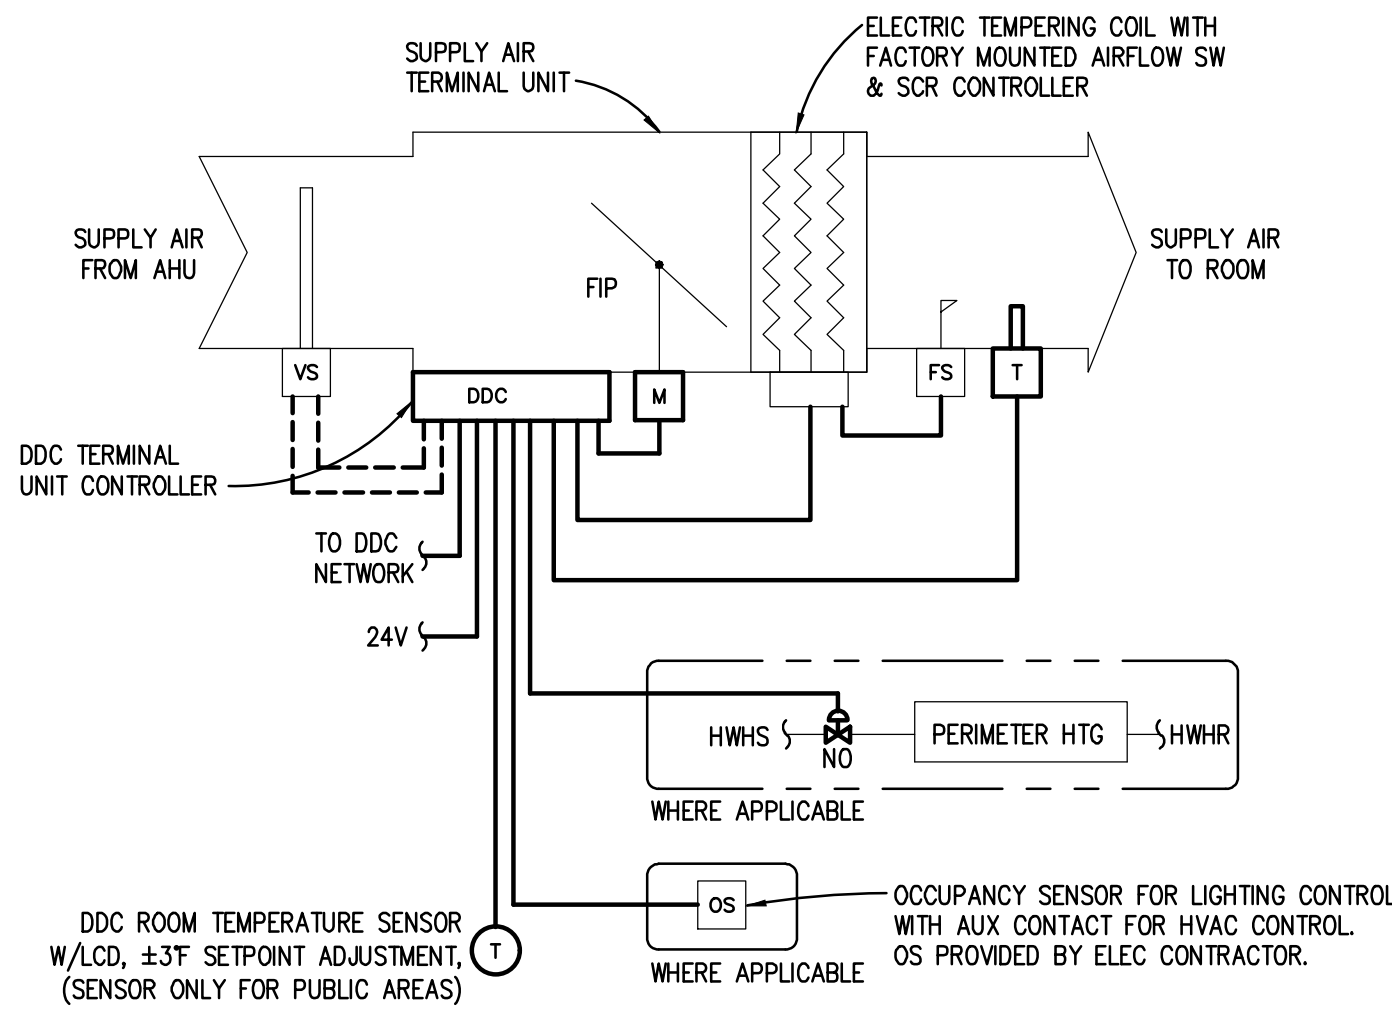 ELECTRIC TEMPERING COIL WITH
FACTORY MOUNTED AIRFLOW SW
& SCR CONTROLLER
SUPPLY AIR
TERMINAL UNIT
SUPPLY AIR
FROM AHU
FIP
SUPPLY AIR
TO ROOM
VS
DDC
M
FS
T
DDC TERMINAL
UNIT CONTROLLER
TO DDC
NETWORK
24V
HWHS
NO
PERIMETER HTG
HWHR
WHERE APPLICABLE
OS
OCCUPANCY SENSOR FOR LIGHTING CONTROL
WITH AUX CONTACT FOR HVAC CONTROL.
OS PROVIDED BY ELEC CONTRACTOR.
WHERE APPLICABLE
DDC ROOM TEMPERATURE SENSOR
W/LCD, ±3°F SETPOINT ADJUSTMENT,
(SENSOR ONLY FOR PUBLIC AREAS)
T